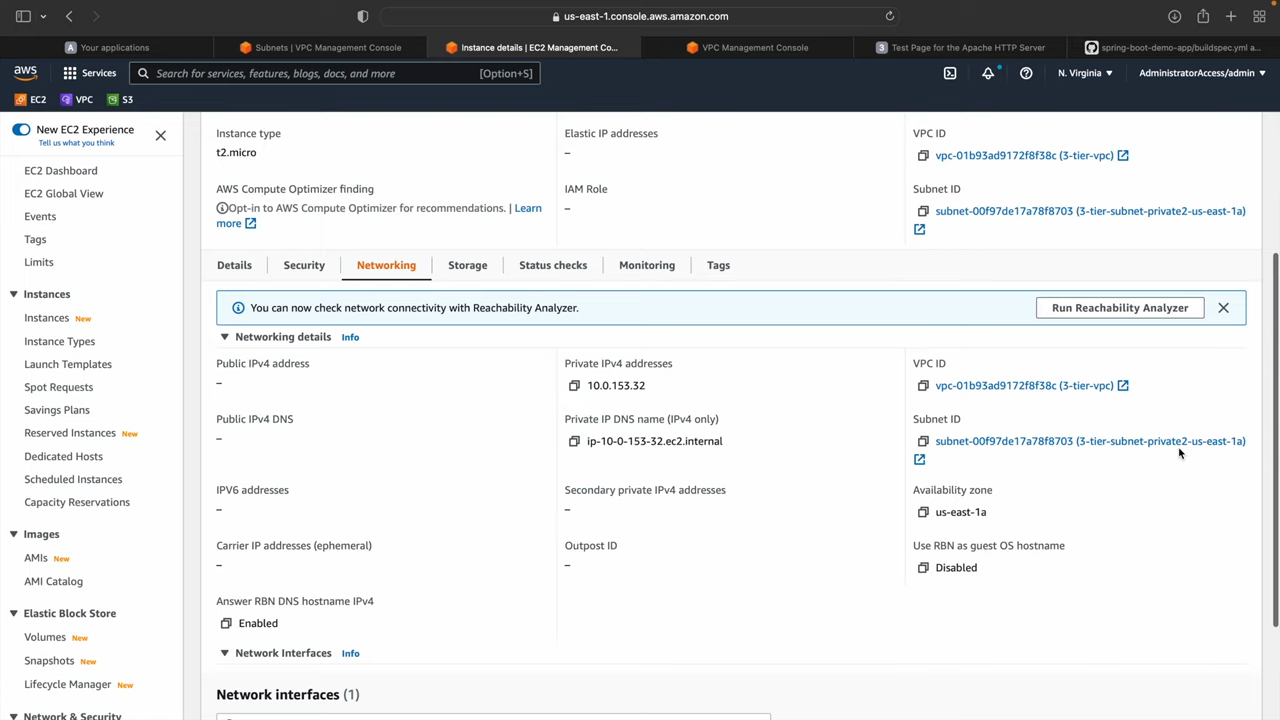 us-east-1.console.aws.amazon.com
Your applications
Subnets | VPC Management Console
Instance details | EC2 Management Co...
VPC Management Console
3 Test Page for the Apache HTTP Server
spring-boot-demo-app/buildspec.yml a...
aws
Services
Search for services, features, blogs, docs, and more
[Option+S]
N. Virginia
AdministratorAccess/admin
EC2
VPC
S3
New EC2 Experience
Tell us what you think
EC2 Dashboard
EC2 Global View
Events
Tags
Limits
Instances
Instances New
Instance Types
Launch Templates
Spot Requests
Savings Plans
Reserved Instances New
Dedicated Hosts
Scheduled Instances
Capacity Reservations
Images
AMIs New
AMI Catalog
Elastic Block Store
Volumes New
Snapshots New
Lifecycle Manager New
Network & Security
Instance type
t2.micro
Elastic IP addresses
–
VPC ID
vpc-01b93ad9172f8f38c (3-tier-vpc)
AWS Compute Optimizer finding
Opt-in to AWS Compute Optimizer for recommendations. | Learn
more
IAM Role
–
Subnet ID
subnet-00f97de17a78f8703 (3-tier-subnet-private2-us-east-1a)
Details
Security
Networking
Storage
Status checks
Monitoring
Tags
You can now check network connectivity with Reachability Analyzer.
Run Reachability Analyzer
Networking details Info
Public IPv4 address
–
Private IPv4 addresses
10.0.153.32
VPC ID
vpc-01b93ad9172f8f38c (3-tier-vpc)
Public IPv4 DNS
–
Private IP DNS name (IPv4 only)
ip-10-0-153-32.ec2.internal
Subnet ID
subnet-00f97de17a78f8703 (3-tier-subnet-private2-us-east-1a)
IPV6 addresses
–
Secondary private IPv4 addresses
–
Availability zone
us-east-1a
Carrier IP addresses (ephemeral)
–
Outpost ID
–
Use RBN as guest OS hostname
Disabled
Answer RBN DNS hostname IPv4
Enabled
Network Interfaces Info
Network interfaces (1)